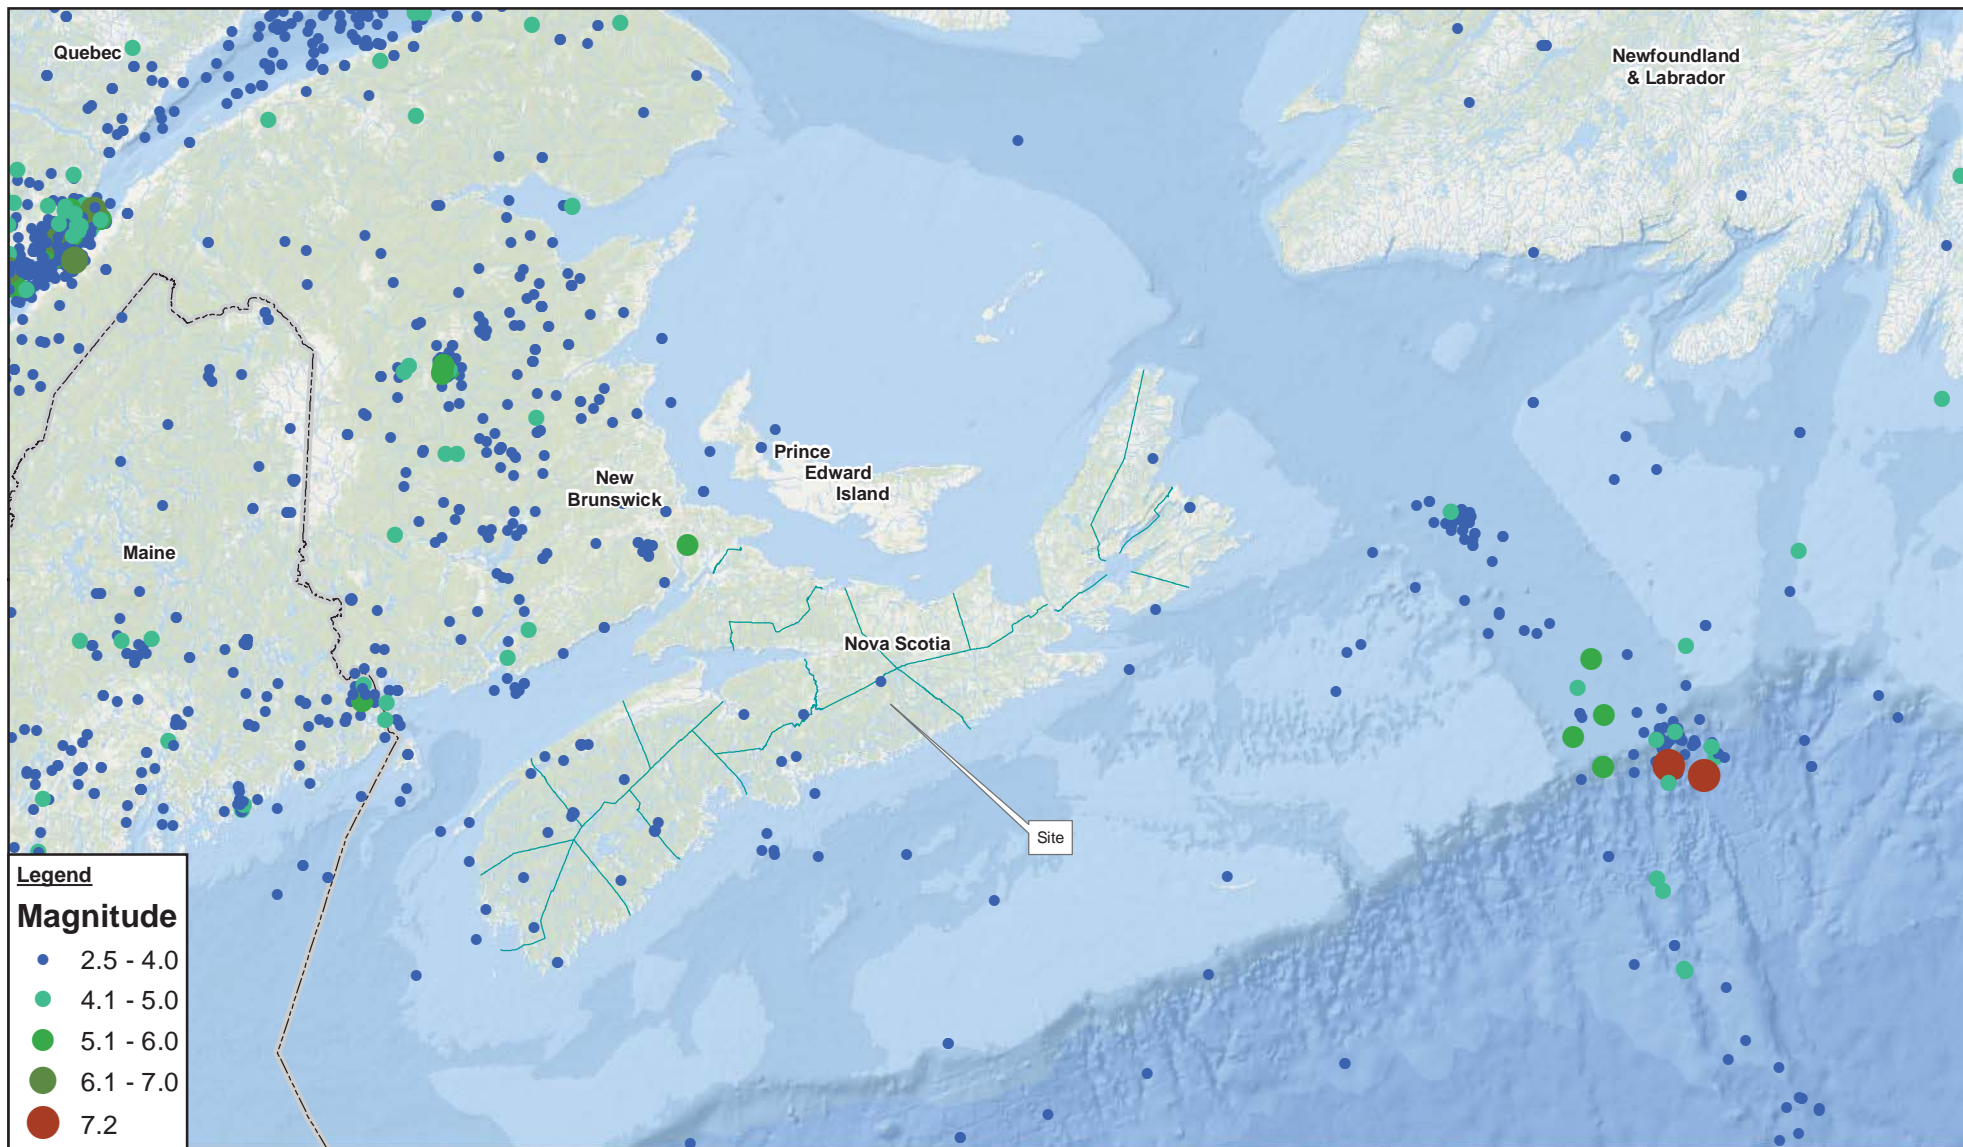 Quebec
Newfoundland
& Labrador
Prince
Edward
Island
New
Brunswick
Maine
Nova Scotia
Site
Legend
Magnitude
2.5 - 4.0
4.1 - 5.0
5.1 - 6.0
6.1 - 7.0
7.2